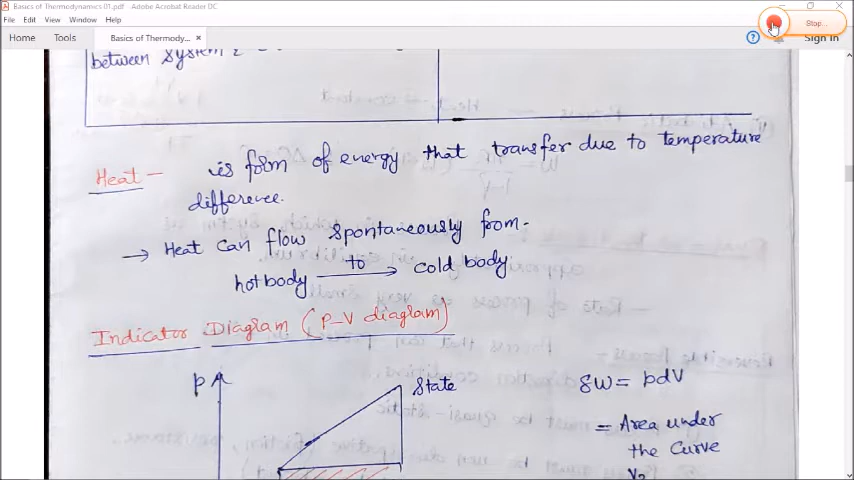 Basics of Thermodynamics 01.pdf - Adobe Acrobat Reader DC
File Edit View Window Help
Stop...
Home Tools Basics of Thermody... Sign In
between System &
Heat - is form of energy that transfer due to temperature
difference.
→ Heat can flow spontaneously from
hot body to → cold body
Indicator Diagram (P-V diagram)
P State δW = pdV
= Area under
the Curve
V2